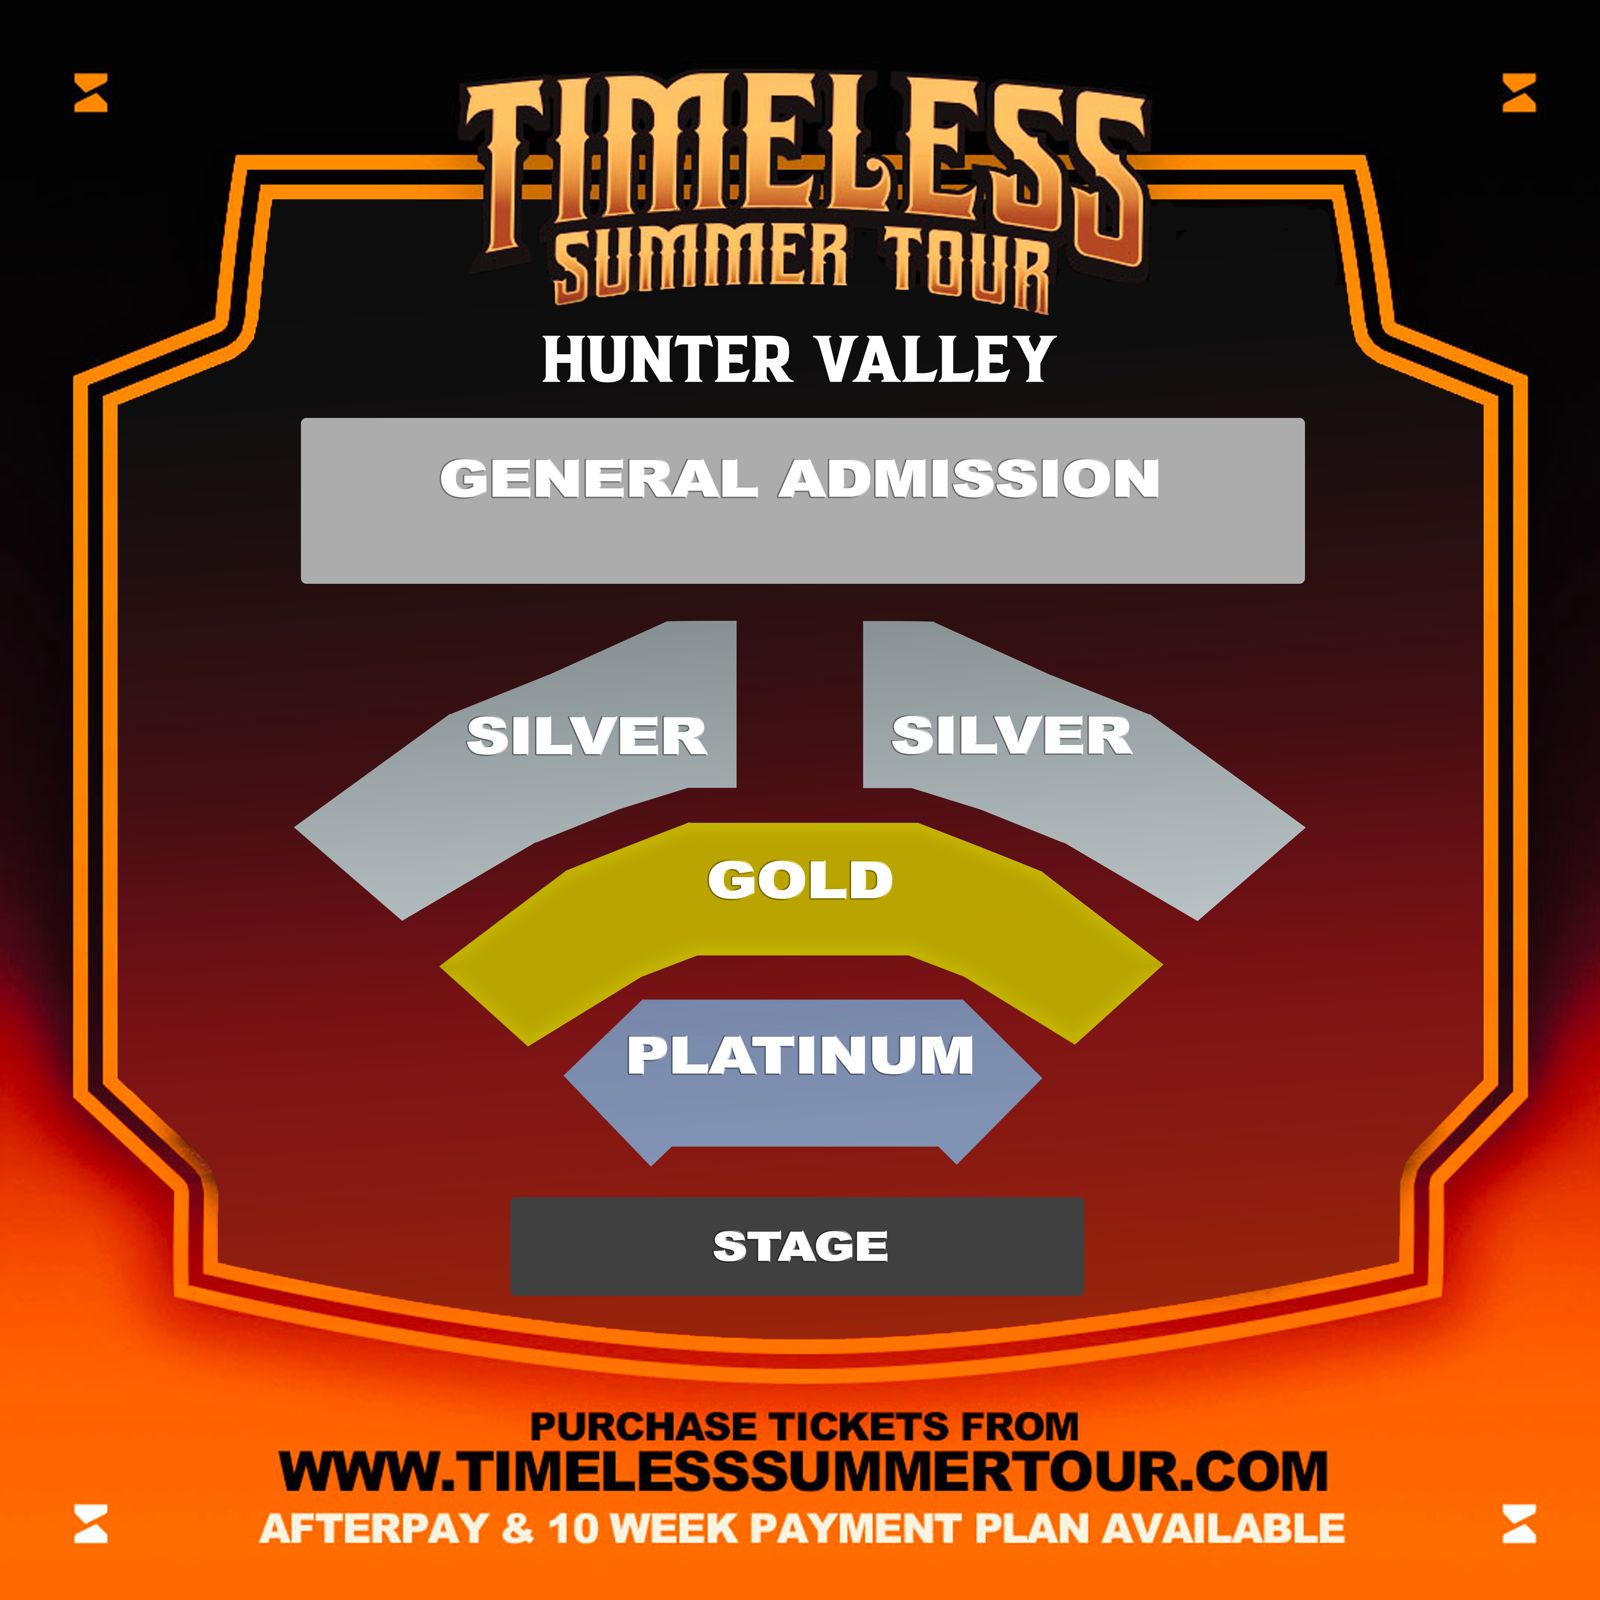 TIMELESS
SUMMER TOUR
HUNTER VALLEY
GENERAL ADMISSION
SILVER
SILVER
GOLD
PLATINUM
STAGE
PURCHASE TICKETS FROM
WWW.TIMELESSSUMMERTOUR.COM
AFTERPAY & 10 WEEK PAYMENT PLAN AVAILABLE